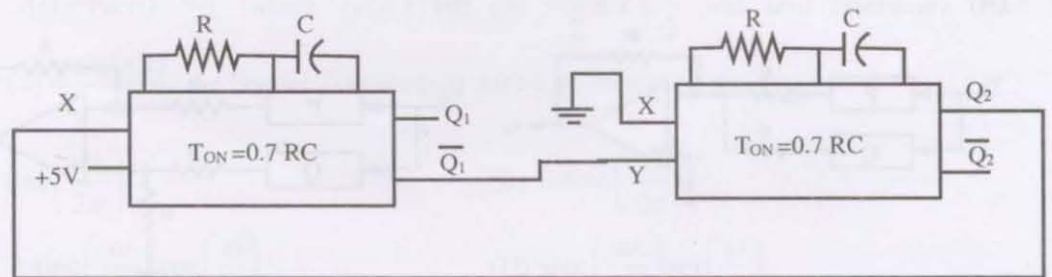 R C
R C
X
Q₁
X
Q₂
T_ON=0.7 RC
T_ON=0.7 RC
+5V
Q̅₁
Y
Q̅₂